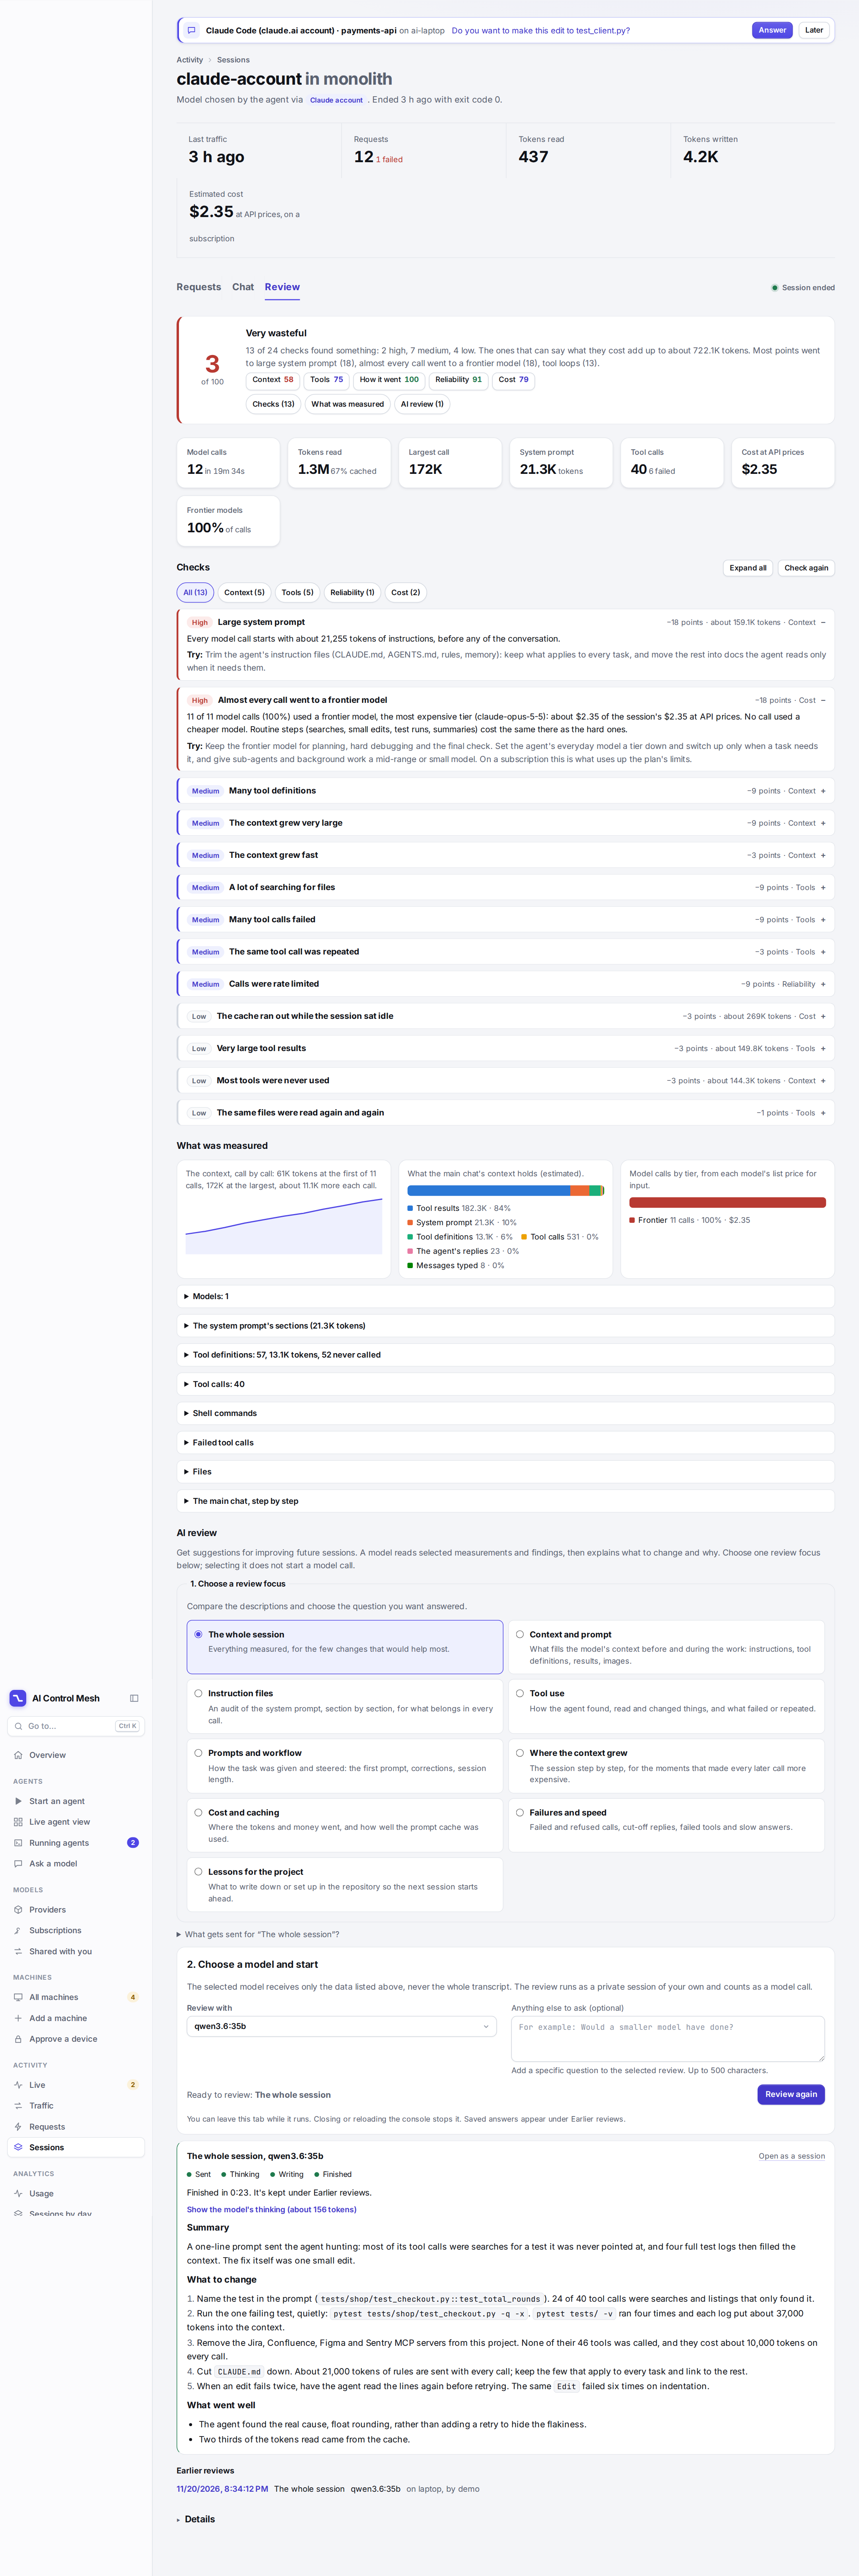 Claude Code (claude.ai account) · payments-api on ai-laptop Do you want to make this edit to test_client.py? Answer Later
Activity › Sessions
claude-account in monolith
Model chosen by the agent via Claude account . Ended 3 h ago with exit code 0.
Last traffic
3 h ago
Requests
12 1 failed
Tokens read
437
Tokens written
4.2K
Estimated cost
$2.35 at API prices, on a
subscription
Requests Chat Review
Session ended
3
of 100
Very wasteful
13 of 24 checks found something: 2 high, 7 medium, 4 low. The ones that can say what they cost add up to about 722.1K tokens. Most points went
to large system prompt (18), almost every call went to a frontier model (18), tool loops (13).
Context 58 Tools 75 How it went 100 Reliability 91 Cost 79
Checks (13) What was measured AI review (1)
Model calls
12 in 19m 34s
Tokens read
1.3M 67% cached
Largest call
172K
System prompt
21.3K tokens
Tool calls
40 6 failed
Cost at API prices
$2.35
Frontier models
100% of calls
Checks
Expand all Check again
All (13) Context (5) Tools (5) Reliability (1) Cost (2)
High Large system prompt −18 points · about 159.1K tokens · Context −
Every model call starts with about 21,255 tokens of instructions, before any of the conversation.
Try: Trim the agent's instruction files (CLAUDE.md, AGENTS.md, rules, memory): keep what applies to every task, and move the rest into docs the agent reads only
when it needs them.
High Almost every call went to a frontier model −18 points · Cost −
11 of 11 model calls (100%) used a frontier model, the most expensive tier (claude-opus-5-5): about $2.35 of the session's $2.35 at API prices. No call used a
cheaper model. Routine steps (searches, small edits, test runs, summaries) cost the same there as the hard ones.
Try: Keep the frontier model for planning, hard debugging and the final check. Set the agent's everyday model a tier down and switch up only when a task needs
it, and give sub-agents and background work a mid-range or small model. On a subscription this is what uses up the plan's limits.
Medium Many tool definitions −9 points · Context +
Medium The context grew very large −9 points · Context +
Medium The context grew fast −3 points · Context +
Medium A lot of searching for files −9 points · Tools +
Medium Many tool calls failed −9 points · Tools +
Medium The same tool call was repeated −3 points · Tools +
Medium Calls were rate limited −9 points · Reliability +
Low The cache ran out while the session sat idle −3 points · about 269K tokens · Cost +
Low Very large tool results −3 points · about 149.8K tokens · Tools +
Low Most tools were never used −3 points · about 144.3K tokens · Context +
Low The same files were read again and again −1 points · Tools +
What was measured
The context, call by call: 61K tokens at the first of 11
calls, 172K at the largest, about 11.1K more each call.
What the main chat's context holds (estimated).
Tool results 182.3K · 84%
System prompt 21.3K · 10%
Tool definitions 13.1K · 6% Tool calls 531 · 0%
The agent's replies 23 · 0%
Messages typed 8 · 0%
Model calls by tier, from each model's list price for
input.
Frontier 11 calls · 100% · $2.35
Models: 1
The system prompt's sections (21.3K tokens)
Tool definitions: 57, 13.1K tokens, 52 never called
Tool calls: 40
Shell commands
Failed tool calls
Files
The main chat, step by step
AI review
Get suggestions for improving future sessions. A model reads selected measurements and findings, then explains what to change and why. Choose one review focus
below; selecting it does not start a model call.
1. Choose a review focus
Compare the descriptions and choose the question you want answered.
The whole session
Everything measured, for the few changes that would help most.
Context and prompt
What fills the model's context before and during the work: instructions, tool
definitions, results, images.
Instruction files
An audit of the system prompt, section by section, for what belongs in every
call.
Tool use
How the agent found, read and changed things, and what failed or repeated.
Prompts and workflow
How the task was given and steered: the first prompt, corrections, session
length.
Where the context grew
The session step by step, for the moments that made every later call more
expensive.
Cost and caching
Where the tokens and money went, and how well the prompt cache was
used.
Failures and speed
Failed and refused calls, cut-off replies, failed tools and slow answers.
Lessons for the project
What to write down or set up in the repository so the next session starts
ahead.
What gets sent for “The whole session”?
2. Choose a model and start
The selected model receives only the data listed above, never the whole transcript. The review runs as a private session of your own and counts as a model call.
Review with
qwen3.6:35b
Anything else to ask (optional)
For example: Would a smaller model have done?
Add a specific question to the selected review. Up to 500 characters.
Ready to review: The whole session
Review again
You can leave this tab while it runs. Closing or reloading the console stops it. Saved answers appear under Earlier reviews.
The whole session, qwen3.6:35b
Open as a session
Sent Thinking Writing Finished
Finished in 0:23. It's kept under Earlier reviews.
Show the model's thinking (about 156 tokens)
Summary
A one-line prompt sent the agent hunting: most of its tool calls were searches for a test it was never pointed at, and four full test logs then filled the
context. The fix itself was one small edit.
What to change
1. Name the test in the prompt ( tests/shop/test_checkout.py::test_total_rounds ). 24 of 40 tool calls were searches and listings that only found it.
2. Run the one failing test, quietly: pytest tests/shop/test_checkout.py -q -x . pytest tests/ -v ran four times and each log put about 37,000
tokens into the context.
3. Remove the Jira, Confluence, Figma and Sentry MCP servers from this project. None of their 46 tools was called, and they cost about 10,000 tokens on
every call.
4. Cut CLAUDE.md down. About 21,000 tokens of rules are sent with every call; keep the few that apply to every task and link to the rest.
5. When an edit fails twice, have the agent read the lines again before retrying. The same Edit failed six times on indentation.
What went well
• The agent found the real cause, float rounding, rather than adding a retry to hide the flakiness.
• Two thirds of the tokens read came from the cache.
Earlier reviews
11/20/2026, 8:34:12 PM The whole session qwen3.6:35b on laptop, by demo
Details
AI Control Mesh
Go to... Ctrl K
Overview
AGENTS
Start an agent
Live agent view
Running agents 2
Ask a model
MODELS
Providers
Subscriptions
Shared with you
MACHINES
All machines 4
Add a machine
Approve a device
ACTIVITY
Live 2
Traffic
Requests
Sessions
ANALYTICS
Usage
Sessions by day